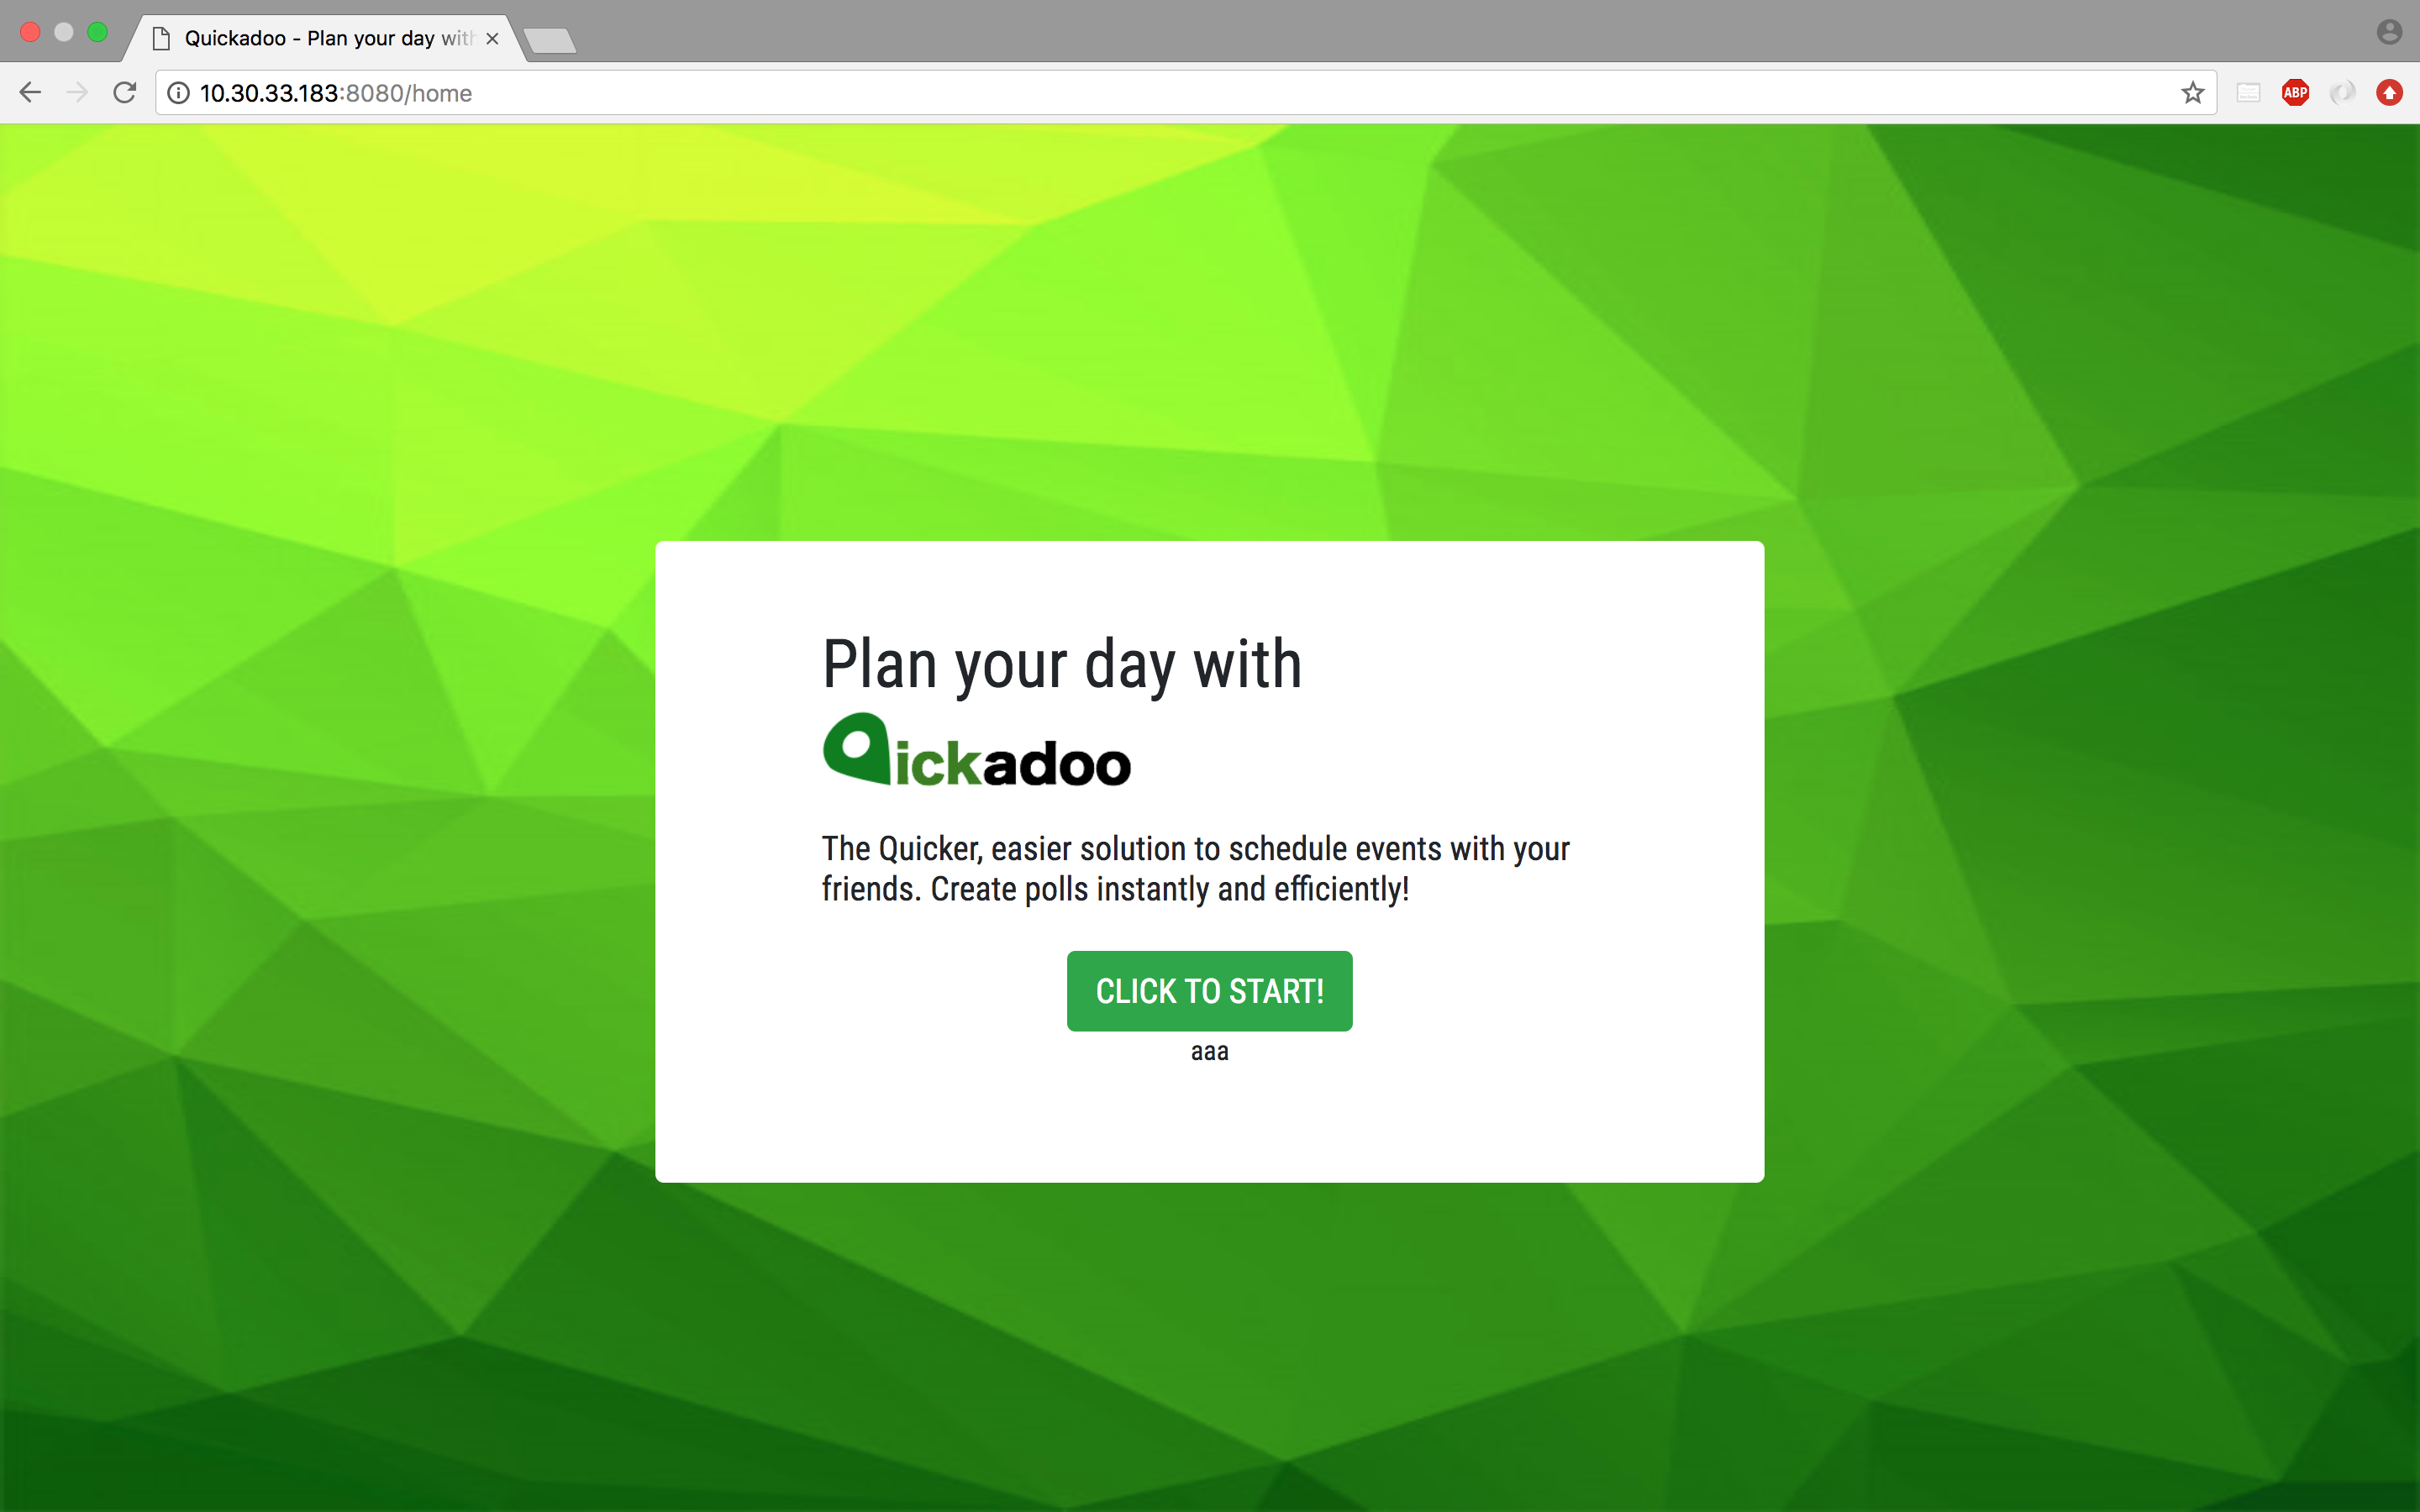 Quickadoo - Plan your day with
10.30.33.183:8080/home
ABP
Plan your day with
Qickadoo
The Quicker, easier solution to schedule events with your
friends. Create polls instantly and efficiently!
CLICK TO START!
aaa